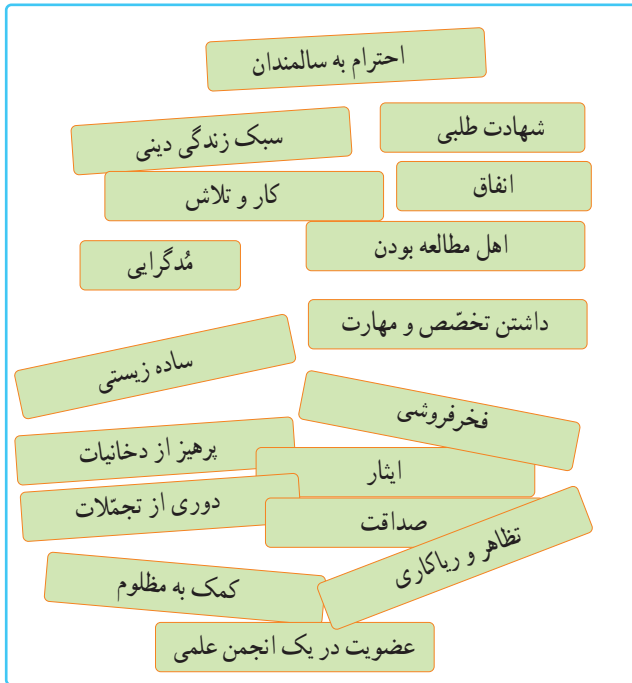 احترام به سالمندان
شهادت طلبی
سبک زندگی دینی
انفاق
کار و تلاش
اهل مطالعه بودن
مُدگرایی
داشتن تخصّص و مهارت
ساده زیستی
فخرفروشی
پرهیز از دخانیات
ایثار
دوری از تجمّلات
صداقت
تظاهر و ریاکاری
کمک به مظلوم
عضویت در یک انجمن علمی